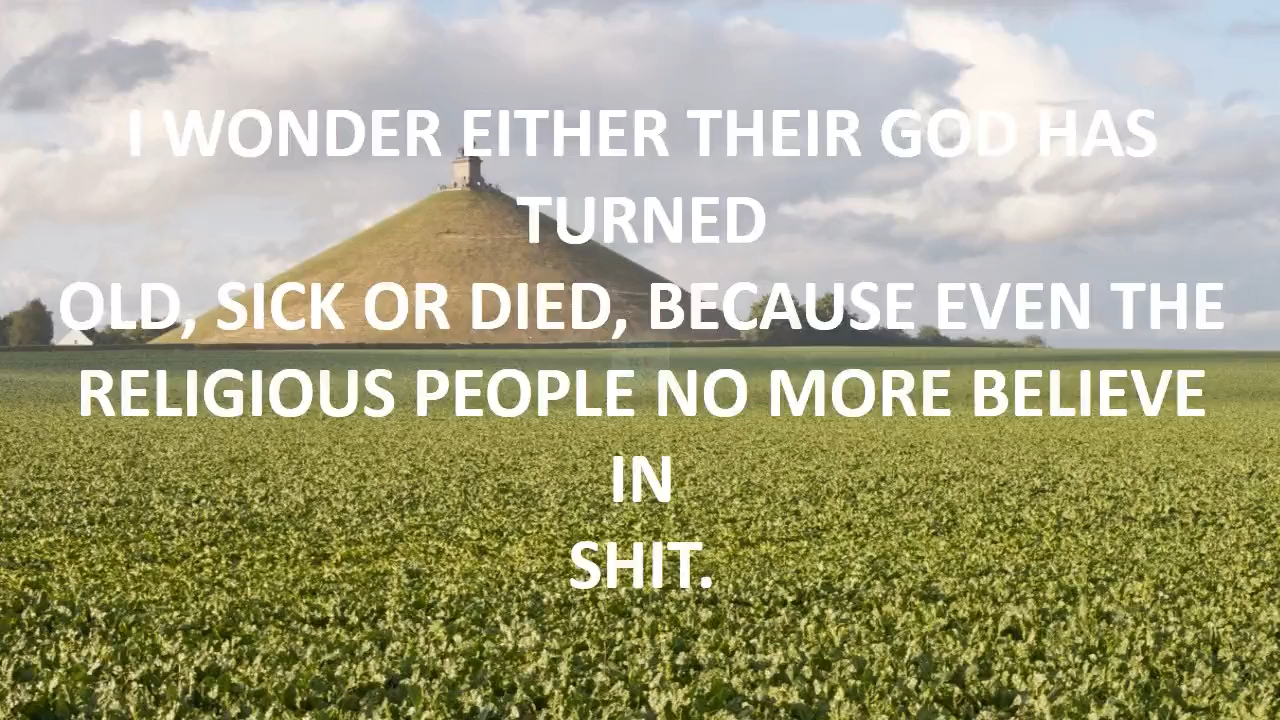 I WONDER EITHER THEIR GOD HAS
TURNED
OLD, SICK OR DIED, BECAUSE EVEN THE
RELIGIOUS PEOPLE NO MORE BELIEVE
IN
SHIT.